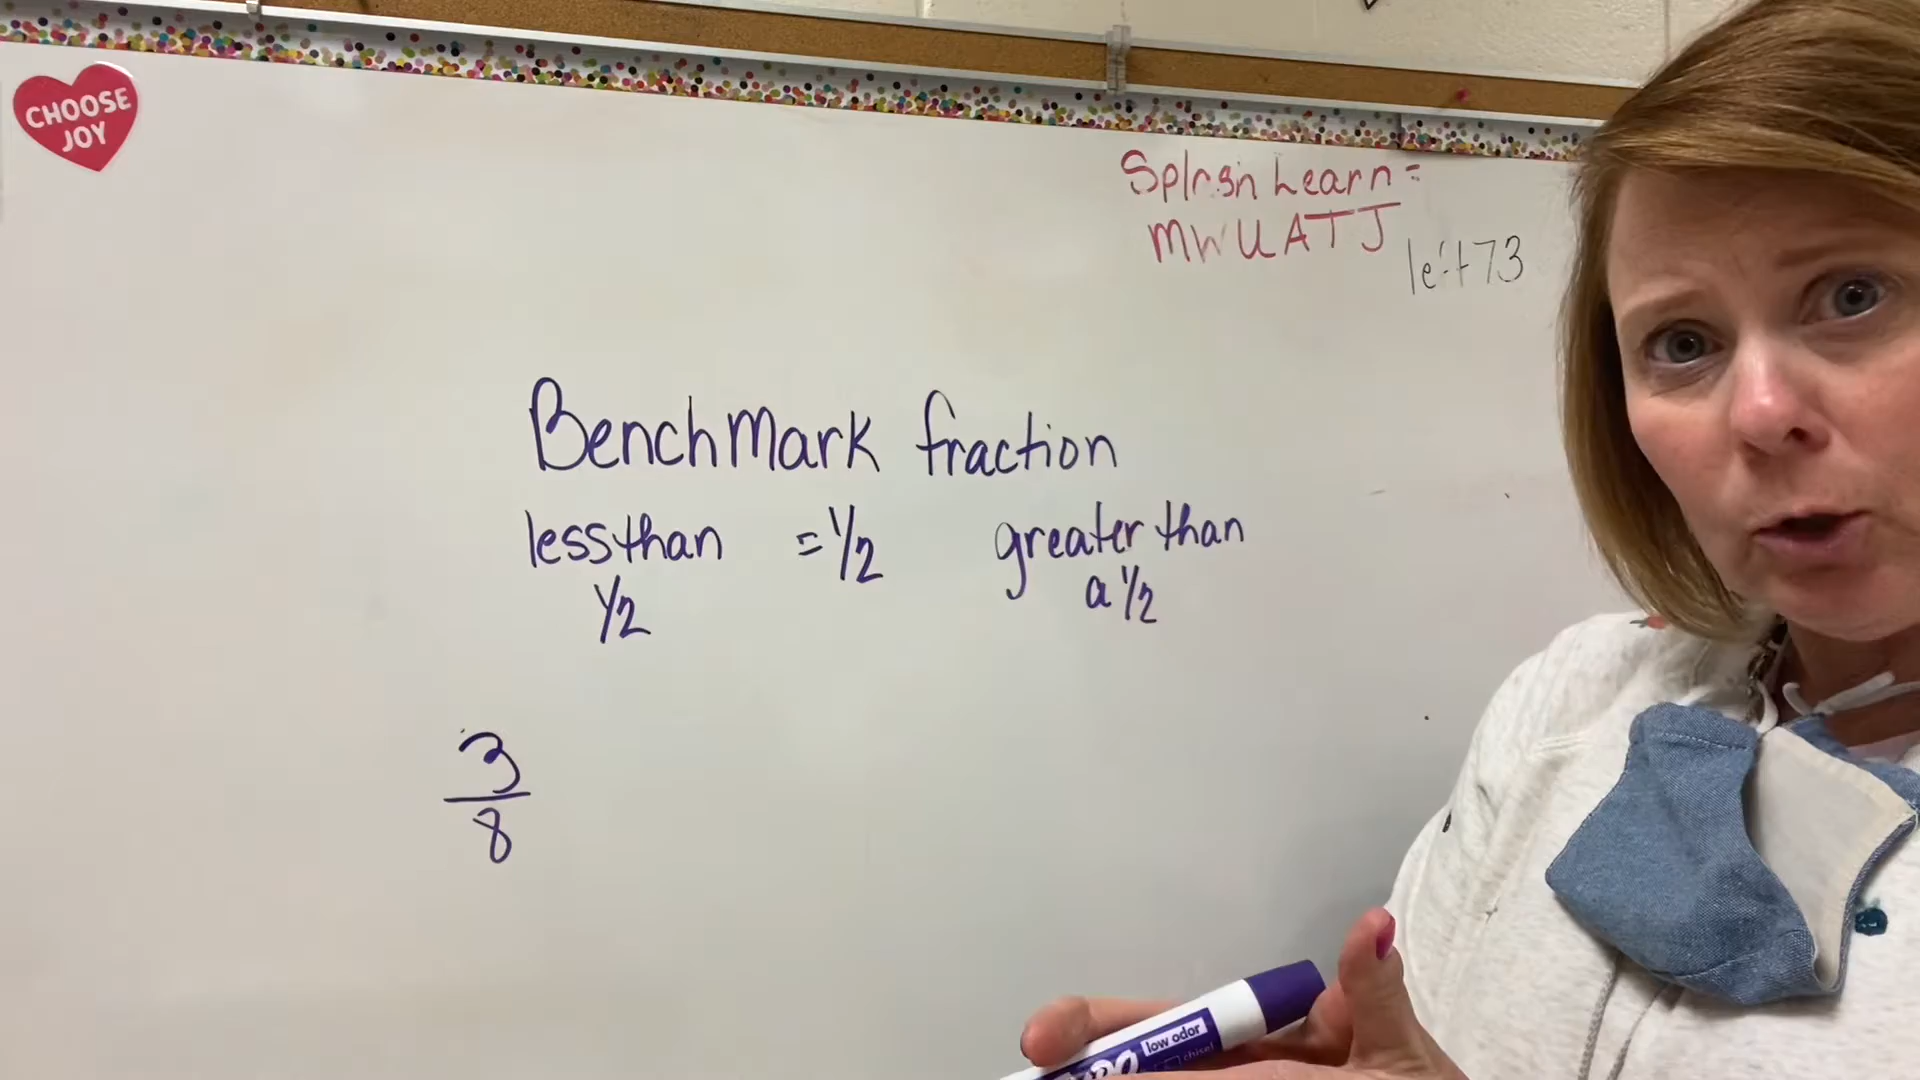 CHOOSE
JOY
Splash Learn =
MWUATJ
left 73
Benchmark fraction
less than = 1/2 greater than
1/2 a 1/2
3
8
low odor
chisel